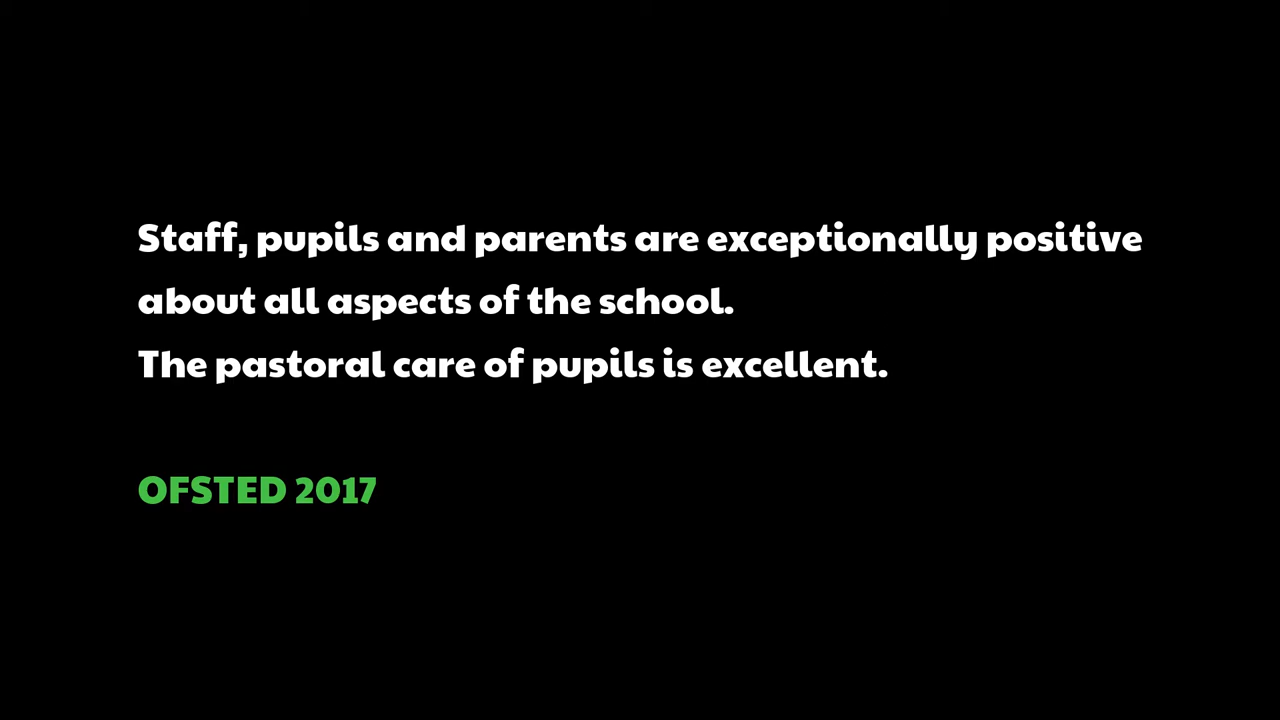 Staff, pupils and parents are exceptionally positive
about all aspects of the school.
The pastoral care of pupils is excellent.
OFSTED 2017